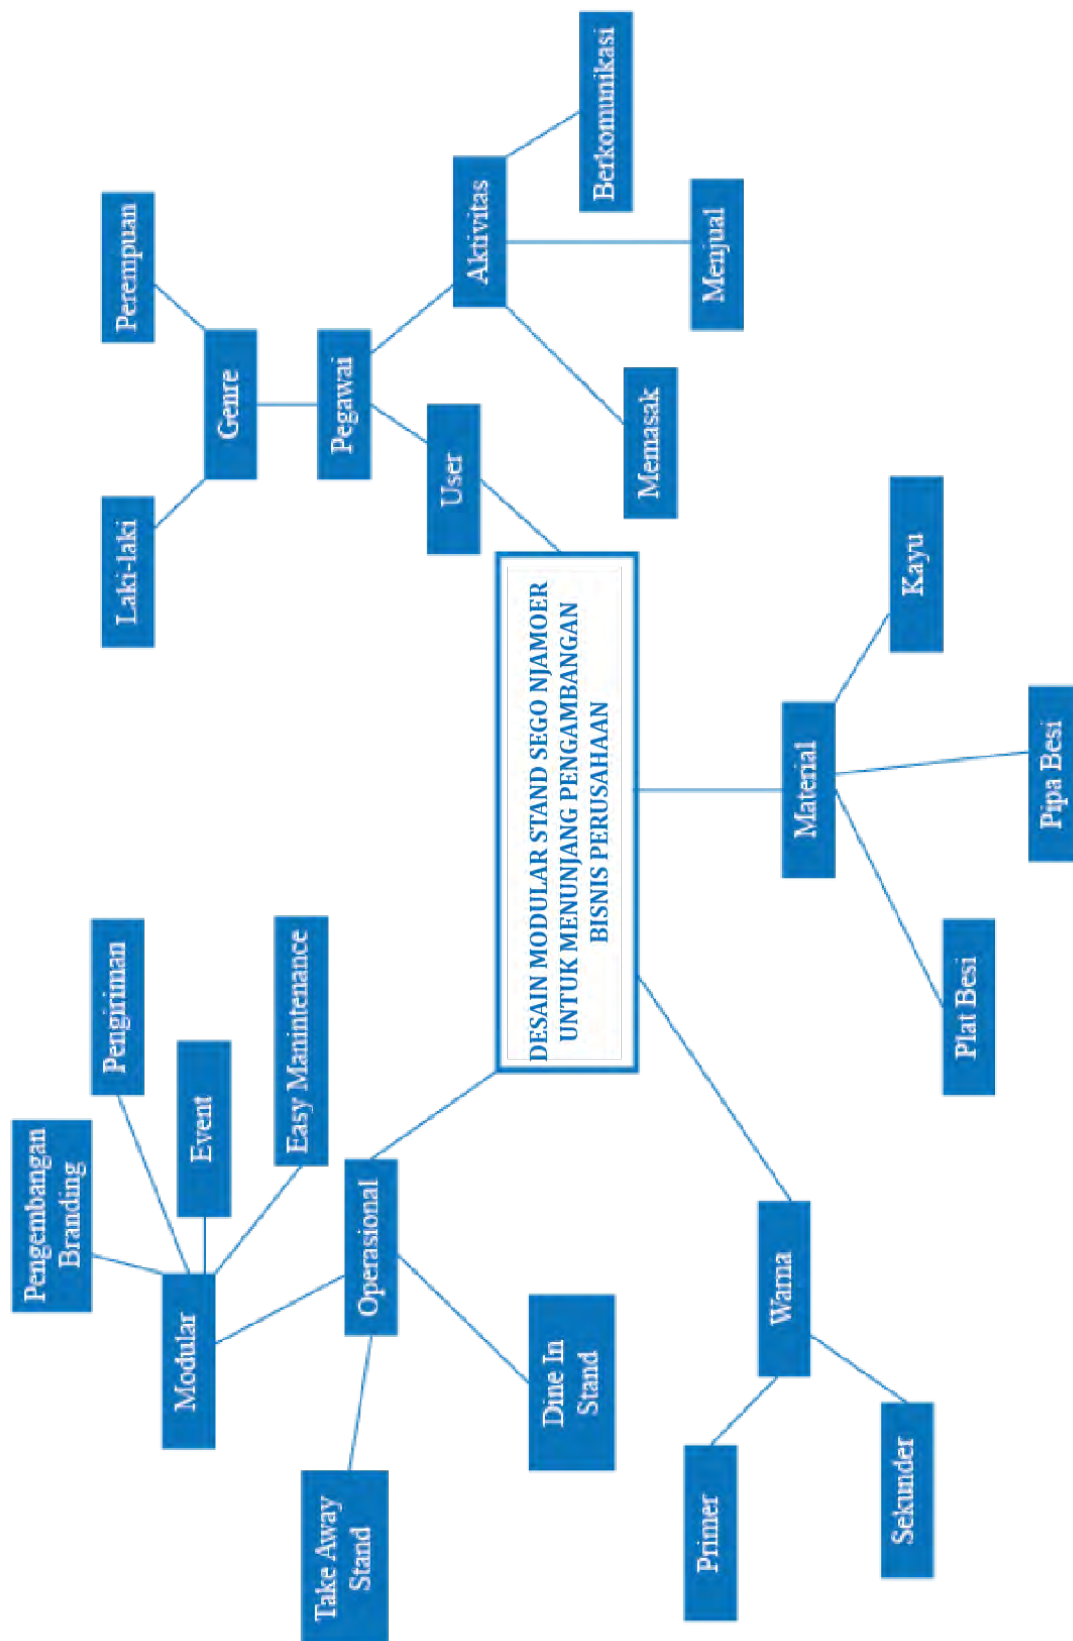 Pengembangan
Branding
Pengiriman
Event
Easy Manintenance
Modular
Operasional
Take Away
Stand
Dine In
Stand
Laki-laki
Perempuan
Genre
Pegawai
User
Aktivitas
Berkomunikasi
Menjual
Memasak
DESAIN MODULAR STAND SEGO NJAMOER
UNTUK MENUNJANG PENGAMBANGAN
BISNIS PERUSAHAAN
Warna
Primer
Sekunder
Material
Plat Besi
Pipa Besi
Kayu